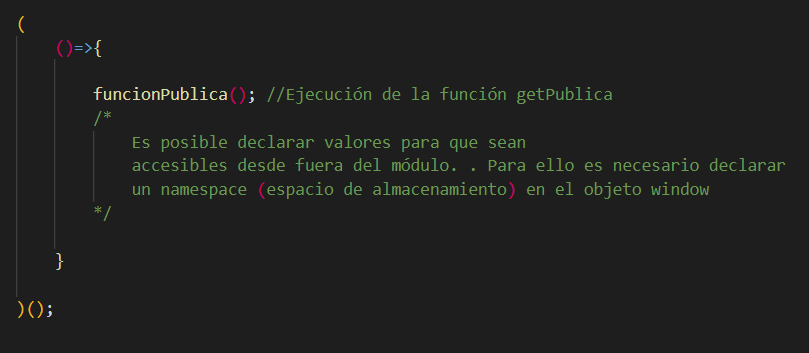 (
()=>{
funcionPublica(); //Ejecución de la función getPublica
/*
Es posible declarar valores para que sean
accesibles desde fuera del módulo. . Para ello es necesario declarar
un namespace (espacio de almacenamiento) en el objeto window
*/
}
)();